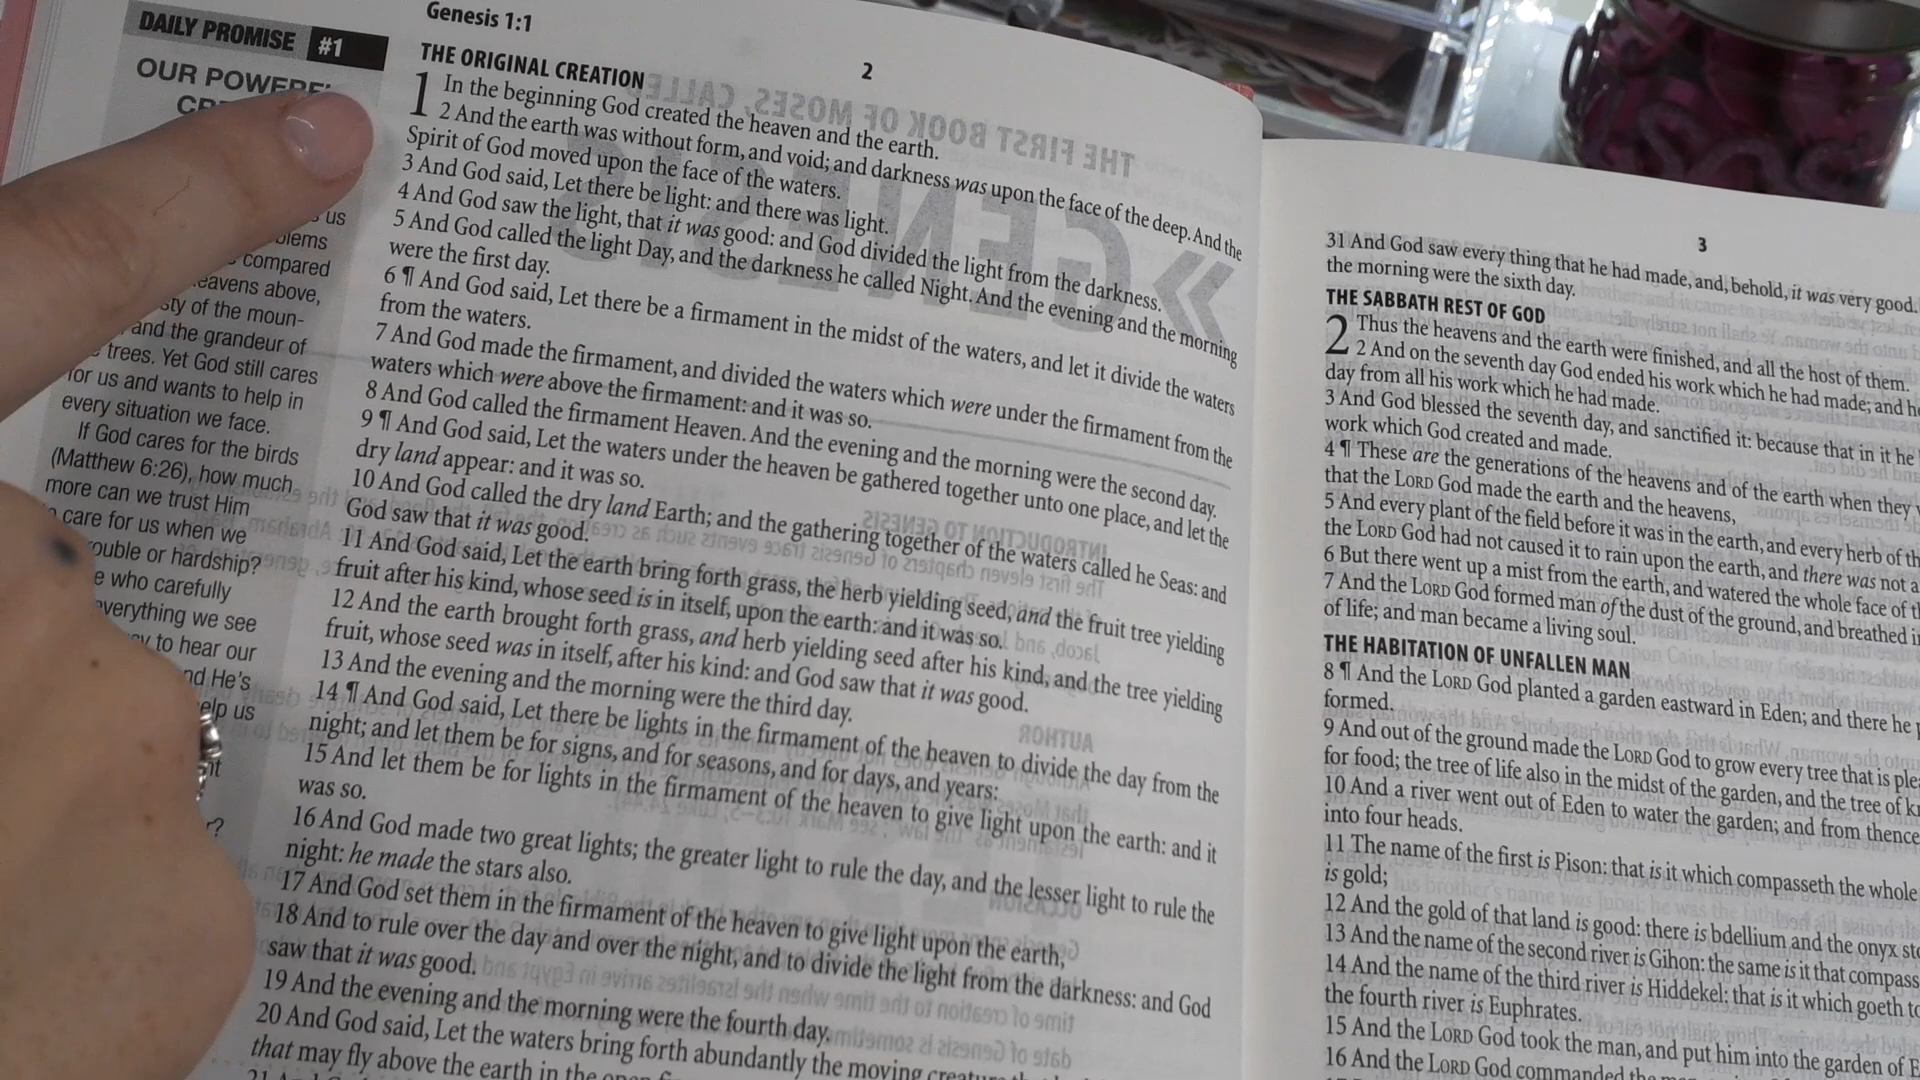 DAILY PROMISE #1
OUR
us
compared
heavens above,
of the moun-
and the grandeur of
trees. Yet God still cares
for us and wants to help in
every situation we face.
If God cares for the birds
(Matthew 6:26), how much
more can we trust Him
care for us when we
or hardship?
who carefully
everything we see
to hear our
He's
us
Genesis 1:1
2
THE ORIGINAL CREATION
1 In the beginning God created the heaven and the earth.
2 And the earth was without form, and void; and darkness was upon the face of the deep. And the
Spirit of God moved upon the face of the waters.
3 And God said, Let there be light: and there was light.
4 And God saw the light, that it was good: and God divided the light from the darkness.
5 And God called the light Day, and the darkness he called Night. And the evening and the morning
were the first day.
6 ¶ And God said, Let there be a firmament in the midst of the waters, and let it divide the waters
from the waters.
7 And God made the firmament, and divided the waters which were under the firmament from the
waters which were above the firmament: and it was so.
8 And God called the firmament Heaven. And the evening and the morning were the second day.
9 ¶ And God said, Let the waters under the heaven be gathered together unto one place, and let the
dry land appear: and it was so.
10 And God called the dry land Earth; and the gathering together of the waters called he Seas: and
God saw that it was good.
11 And God said, Let the earth bring forth grass, the herb yielding seed, and the fruit tree yielding
fruit after his kind, whose seed is in itself, upon the earth: and it was so.
12 And the earth brought forth grass, and herb yielding seed after his kind, and the tree yielding
fruit, whose seed was in itself, after his kind: and God saw that it was good.
13 And the evening and the morning were the third day.
14 ¶ And God said, Let there be lights in the firmament of the heaven to divide the day from the
night; and let them be for signs, and for seasons, and for days, and years:
15 And let them be for lights in the firmament of the heaven to give light upon the earth: and it
was so.
16 And God made two great lights; the greater light to rule the day, and the lesser light to rule the
night: he made the stars also.
17 And God set them in the firmament of the heaven to give light upon the earth,
18 And to rule over the day and over the night, and to divide the light from the darkness: and God
saw that it was good.
19 And the evening and the morning were the fourth day.
20 And God said, Let the waters bring forth abundantly the moving
that may fly above the earth in the
3
31 And God saw every thing that he had made, and, behold, it was very good.
the morning were the sixth day.
THE SABBATH REST OF GOD
2 Thus the heavens and the earth were finished, and all the host of them.
2 And on the seventh day God ended his work which he had made; and
day from all his work which he had made.
3 And God blessed the seventh day, and sanctified it: because that in it he
work which God created and made.
4 ¶ These are the generations of the heavens and of the earth when they
that the LORD God made the earth and the heavens,
5 And every plant of the field before it was in the earth, and every herb of
the LORD God had not caused it to rain upon the earth, and there was not a
6 But there went up a mist from the earth, and watered the whole face of
7 And the LORD God formed man of the dust of the ground, and breathed
of life; and man became a living soul.
THE HABITATION OF UNFALLEN MAN
8 ¶ And the LORD God planted a garden eastward in Eden; and there he
formed.
9 And out of the ground made the LORD God to grow every tree that is
for food; the tree of life also in the midst of the garden, and the tree of
10 And a river went out of Eden to water the garden; and from thence
into four heads.
11 The name of the first is Pison: that is it which compasseth the whole
is gold;
12 And the gold of that land is good: there is bdellium and the onyx
13 And the name of the second river is Gihon: the same is it that
14 And the name of the third river is Hiddekel: that is it which goeth
the fourth river is Euphrates.
15 And the LORD God took the man, and put him into the garden of
16 And the LORD God commanded the